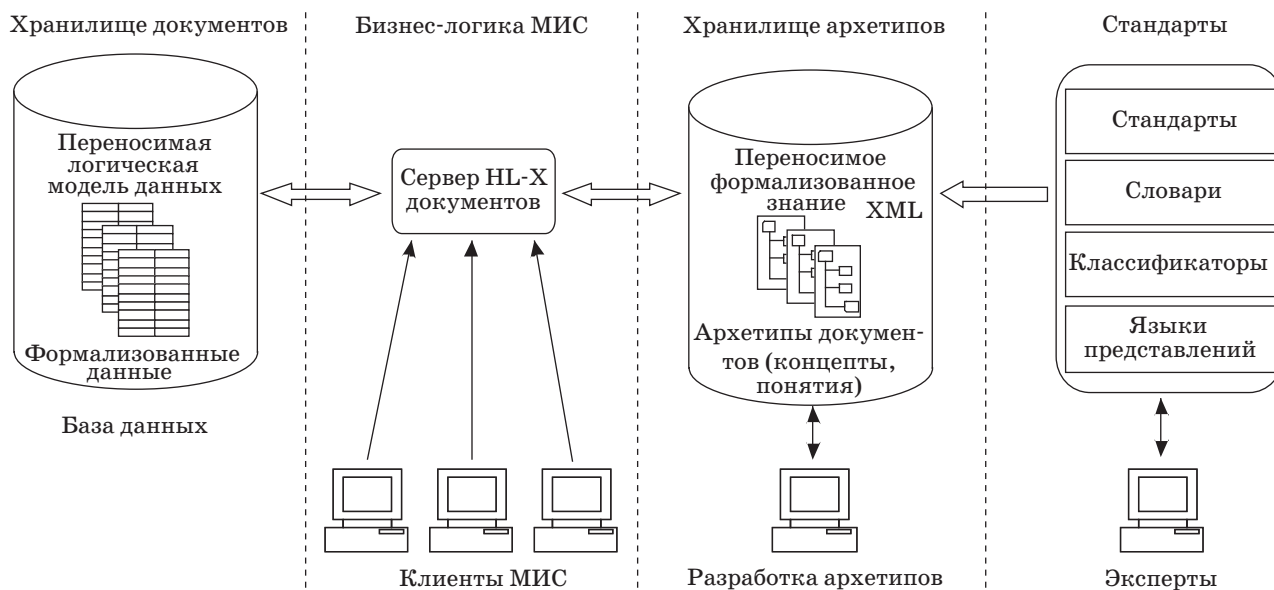 Хранилище документов
Бизнес-логика МИС
Хранилище архетипов
Стандарты
Переносимая
логическая
модель данных
Формализованные
данные
База данных
Сервер HL-X
документов
Клиенты МИС
Переносимое
формализованное
знание
XML
Архетипы докумен-
тов (концепты,
понятия)
Разработка архетипов
Стандарты
Словари
Классификаторы
Языки
представлений
Эксперты